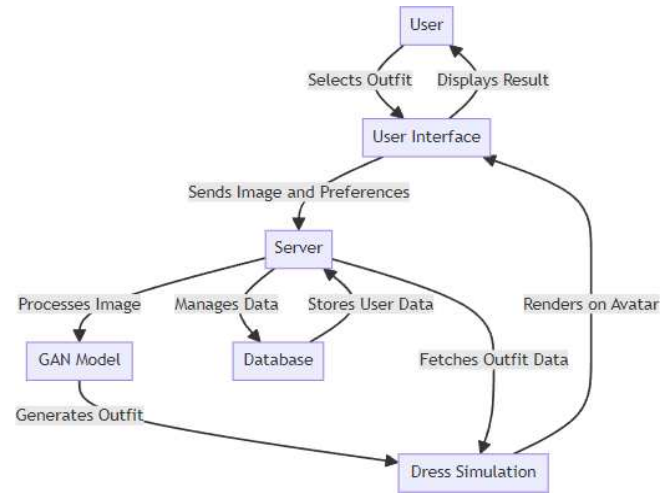 User
Selects Outfit
Displays Result
User Interface
Sends Image and Preferences
Server
Processes Image
Manages Data
Stores User Data
Renders on Avatar
GAN Model
Database
Fetches Outfit Data
Generates Outfit
Dress Simulation